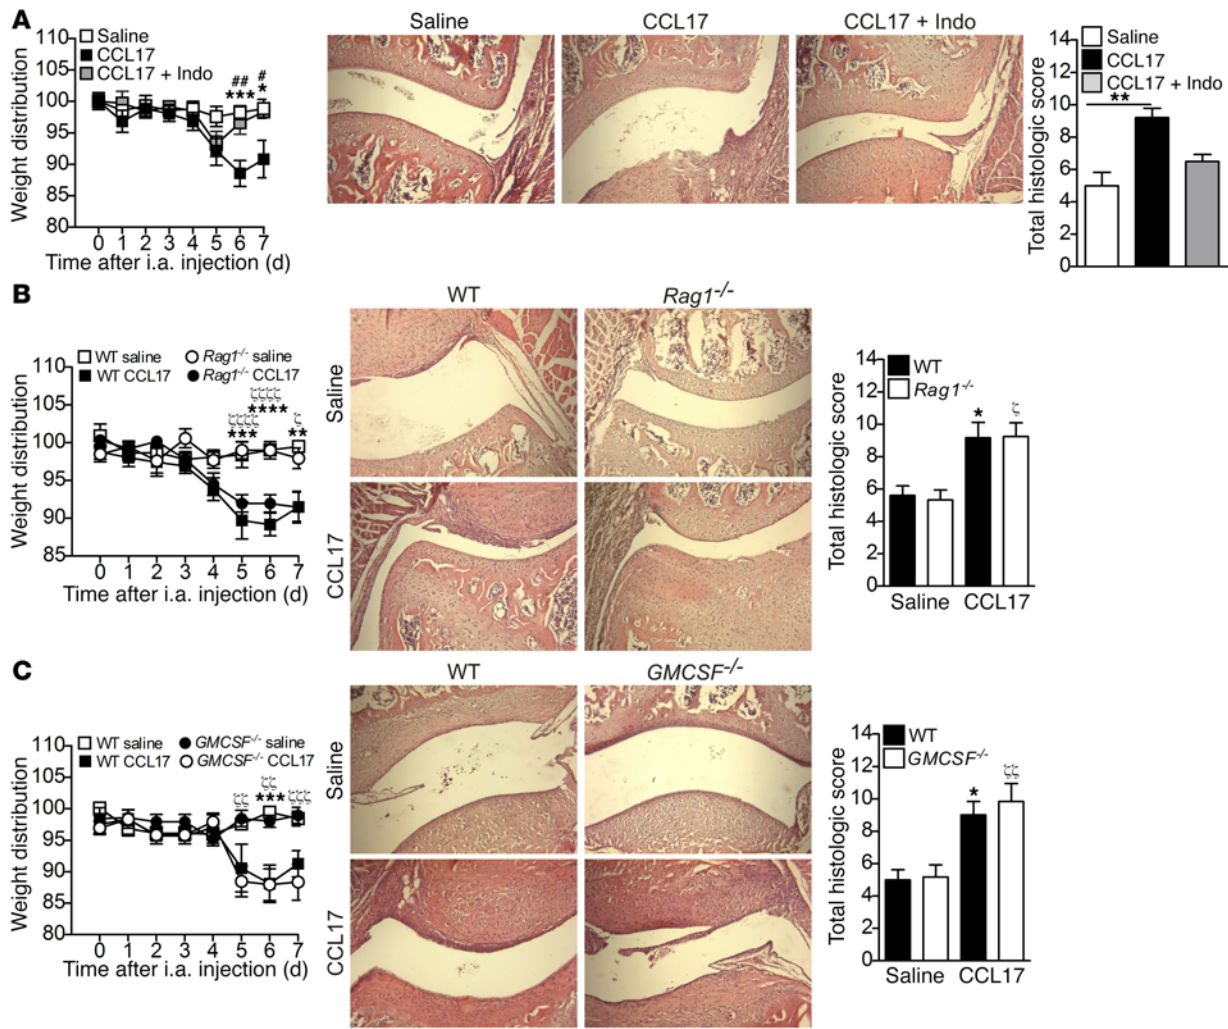 A
Weight distribution
110
105
100
95
90
85
80
Saline
CCL17
CCL17 + Indo
##
***
#
*
0 1 2 3 4 5 6 7
Time after i.a. injection (d)
Saline
CCL17
CCL17 + Indo
Total histologic score
14
12
10
8
6
4
2
0
Saline
CCL17
CCL17 + Indo
**
B
Weight distribution
110
105
100
95
90
85
WT saline
WT CCL17
Rag1-/- saline
Rag1-/- CCL17
ζζζζ
***
ζζζζ
****
ζ
**
0 1 2 3 4 5 6 7
Time after i.a. injection (d)
WT
Rag1-/-
Saline
CCL17
Total histologic score
14
12
10
8
6
4
2
0
WT
Rag1-/-
*
ζ
Saline CCL17
C
Weight distribution
110
105
100
95
90
85
80
WT saline
WT CCL17
GMCSF-/- saline
GMCSF-/- CCL17
ζζ
ζζ
***
ζζζ
0 1 2 3 4 5 6 7
Time after i.a. injection (d)
WT
GMCSF-/-
Saline
CCL17
Total histologic score
14
12
10
8
6
4
2
0
WT
GMCSF-/-
*
ζζ
Saline CCL17